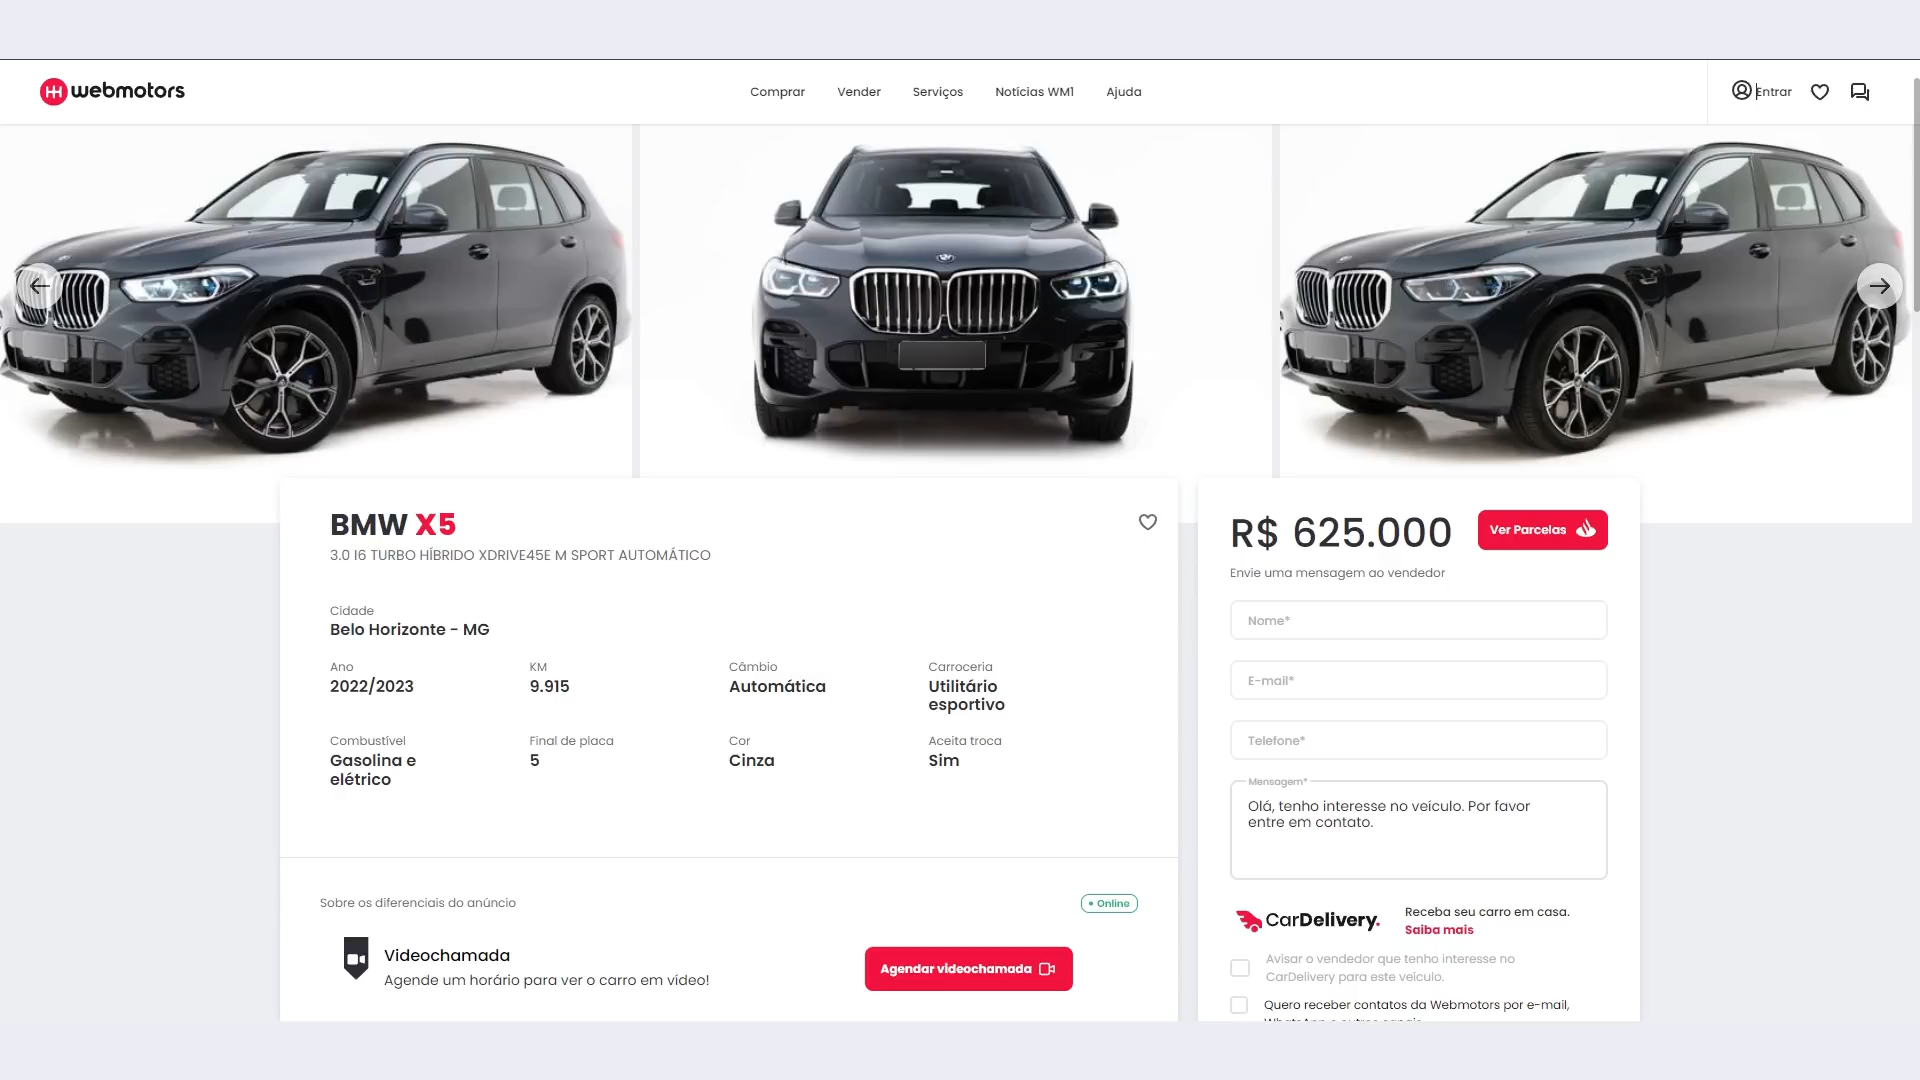 webmotors
Comprar Vender Serviços Notícias WM1 Ajuda
Entrar
BMW X5
3.0 I6 TURBO HÍBRIDO XDRIVE45E M SPORT AUTOMÁTICO
Cidade
Belo Horizonte - MG
Ano KM Câmbio Carroceria
2022/2023 9.915 Automática Utilitário
esportivo
Combustível Final de placa Cor Aceita troca
Gasolina e 5 Cinza Sim
elétrico
Sobre os diferenciais do anúncio
• Online
Videochamada
Agende um horário para ver o carro em vídeo!
Agendar videochamada
R$ 625.000
Ver Parcelas
Envie uma mensagem ao vendedor
Nome*
E-mail*
Telefone*
Mensagem*
Olá, tenho interesse no veículo. Por favor
entre em contato.
CarDelivery.
Receba seu carro em casa.
Saiba mais
Avisar o vendedor que tenho interesse no
CarDelivery para este veículo.
Quero receber contatos da Webmotors por e-mail,